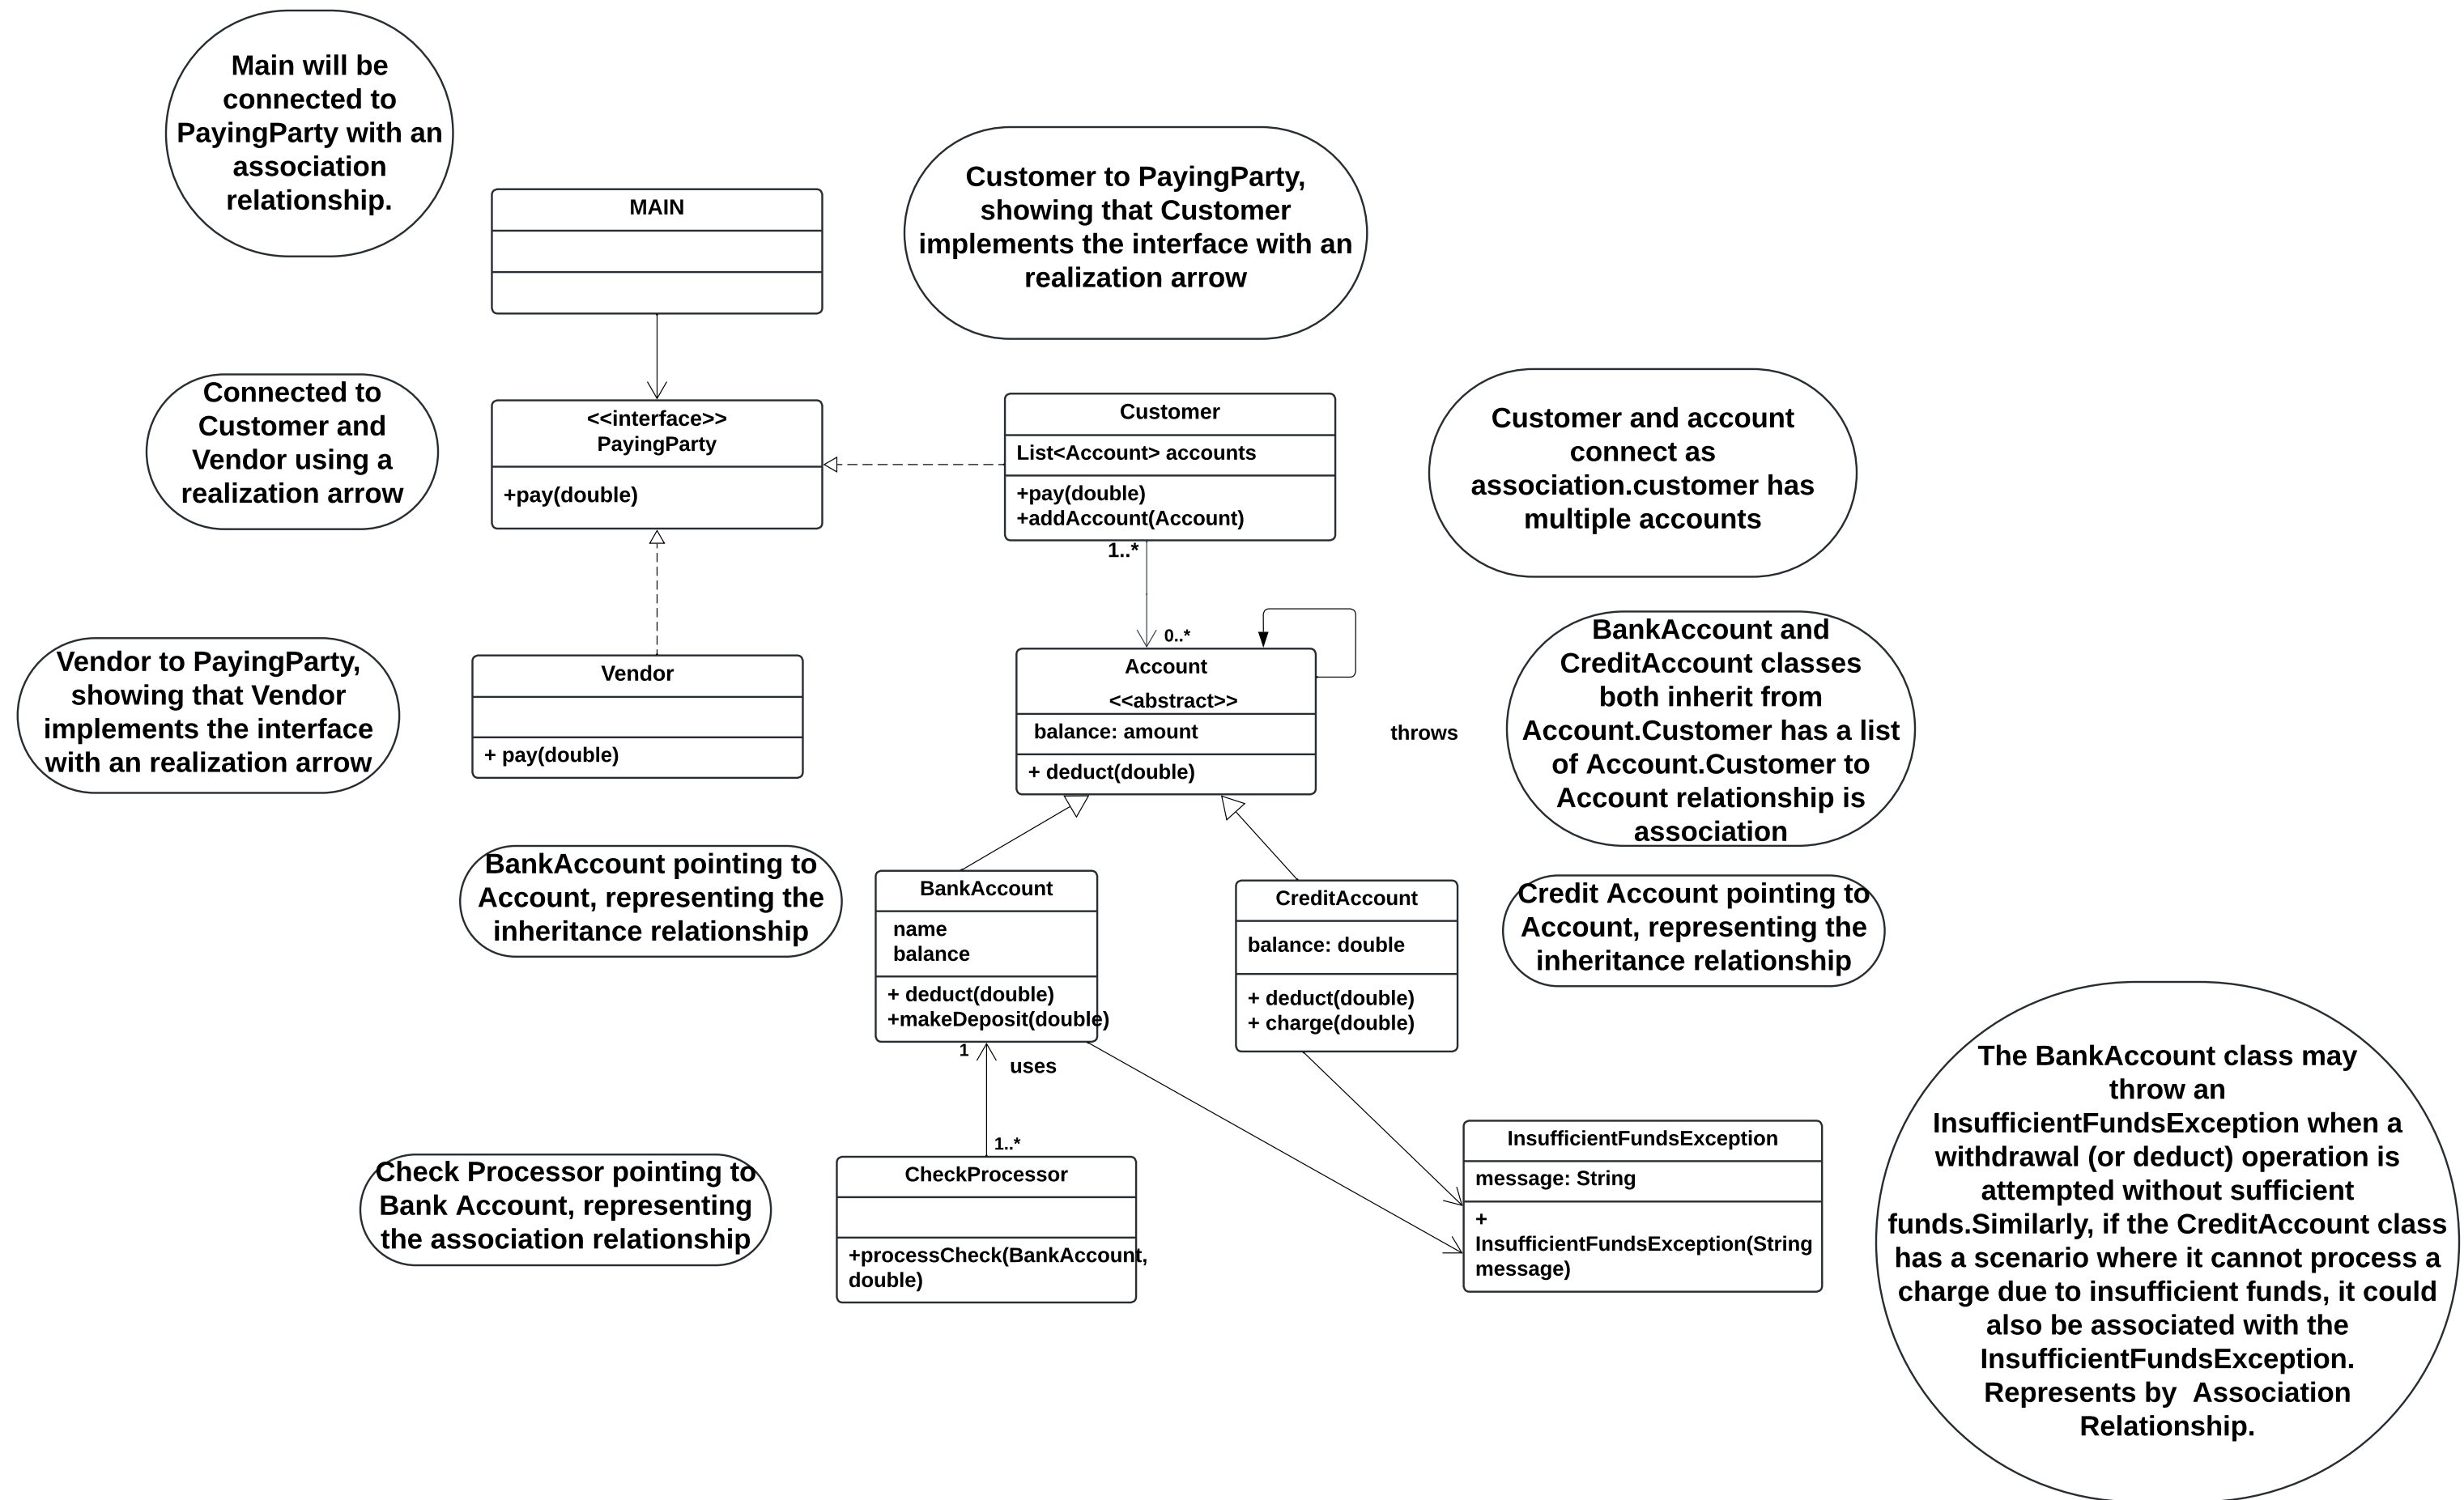 Main will be
connected to
PayingParty with an
association
relationship.
MAIN
Customer to PayingParty,
showing that Customer
implements the interface with an
realization arrow
Connected to
Customer and
Vendor using a
realization arrow
<<interface>>
PayingParty
+pay(double)
Customer
List<Account> accounts
+pay(double)
+addAccount(Account)
1..*
Customer and account
connect as
association.customer has
multiple accounts
Vendor to PayingParty,
showing that Vendor
implements the interface
with an realization arrow
Vendor
+ pay(double)
0..*
Account
<<abstract>>
balance: amount
+ deduct(double)
throws
BankAccount and
CreditAccount classes
both inherit from
Account.Customer has a list
of Account.Customer to
Account relationship is
association
BankAccount pointing to
Account, representing the
inheritance relationship
BankAccount
name
balance
+ deduct(double)
+makeDeposit(double)
CreditAccount
balance: double
+ deduct(double)
+ charge(double)
Credit Account pointing to
Account, representing the
inheritance relationship
1
uses
1..*
Check Processor pointing to
Bank Account, representing
the association relationship
CheckProcessor
+processCheck(BankAccount,
double)
InsufficientFundsException
message: String
+
InsufficientFundsException(String
message)
The BankAccount class may
throw an
InsufficientFundsException when a
withdrawal (or deduct) operation is
attempted without sufficient
funds.Similarly, if the CreditAccount class
has a scenario where it cannot process a
charge due to insufficient funds, it could
also be associated with the
InsufficientFundsException.
Represents by  Association
Relationship.